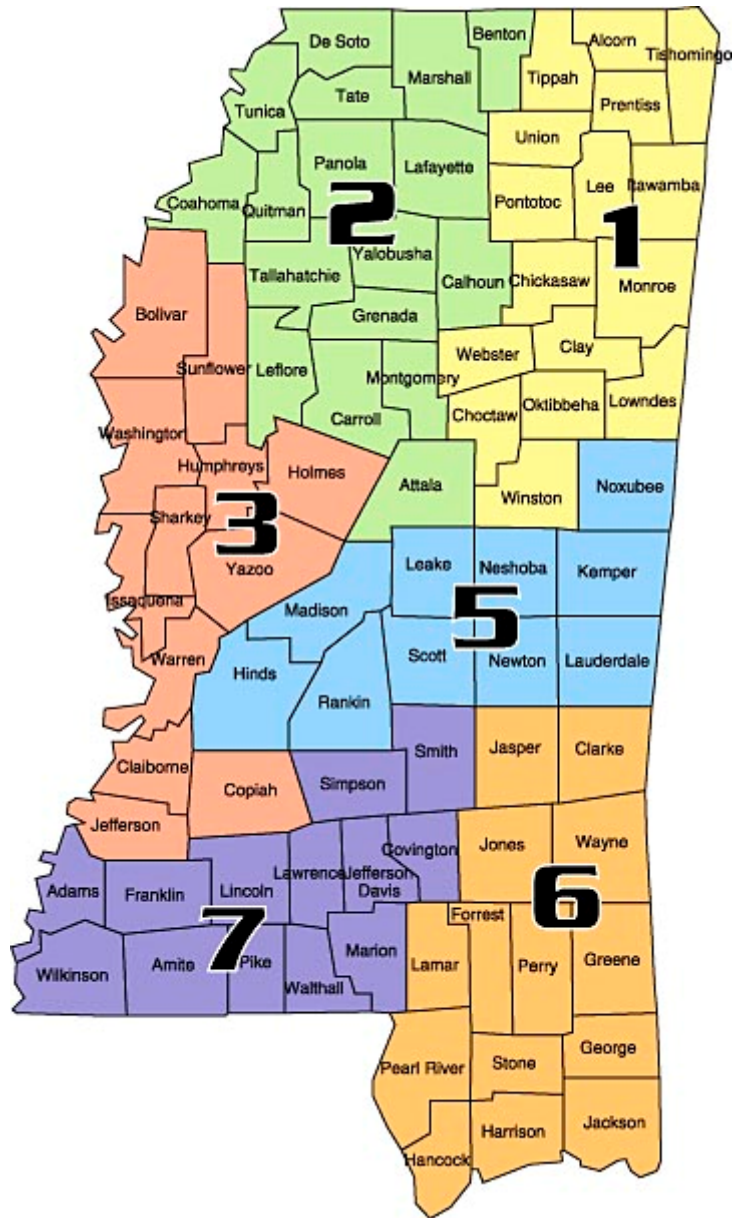 De Soto
Benton
Alcorn
Tishomingo
Marshall
Tippah
Tate
Tunica
Prentiss
Union
Panola
Lafayette
Lee
Itawamba
Coahoma
Quitman
2
Pontotoc
1
Yalobusha
Tallahatchie
Calhoun
Chickasaw
Monroe
Bolivar
Grenada
Sunflower
Leflore
Webster
Clay
Montgomery
Carroll
Choctaw
Oktibbeha
Lowndes
Washington
Humphreys
Holmes
Attala
Winston
Noxubee
Sharkey
3
Yazoo
Leake
Neshoba
Kemper
Issaquena
Madison
5
Warren
Hinds
Scott
Newton
Lauderdale
Rankin
Smith
Jasper
Clarke
Claiborne
Copiah
Simpson
Jefferson
Covington
Jones
Wayne
Adams
Franklin
Lincoln
Lawrence
Jefferson
Davis
6
7
Forrest
Wilkinson
Amite
Pike
Walthall
Marion
Lamar
Perry
Greene
Pearl River
Stone
George
Hancock
Harrison
Jackson